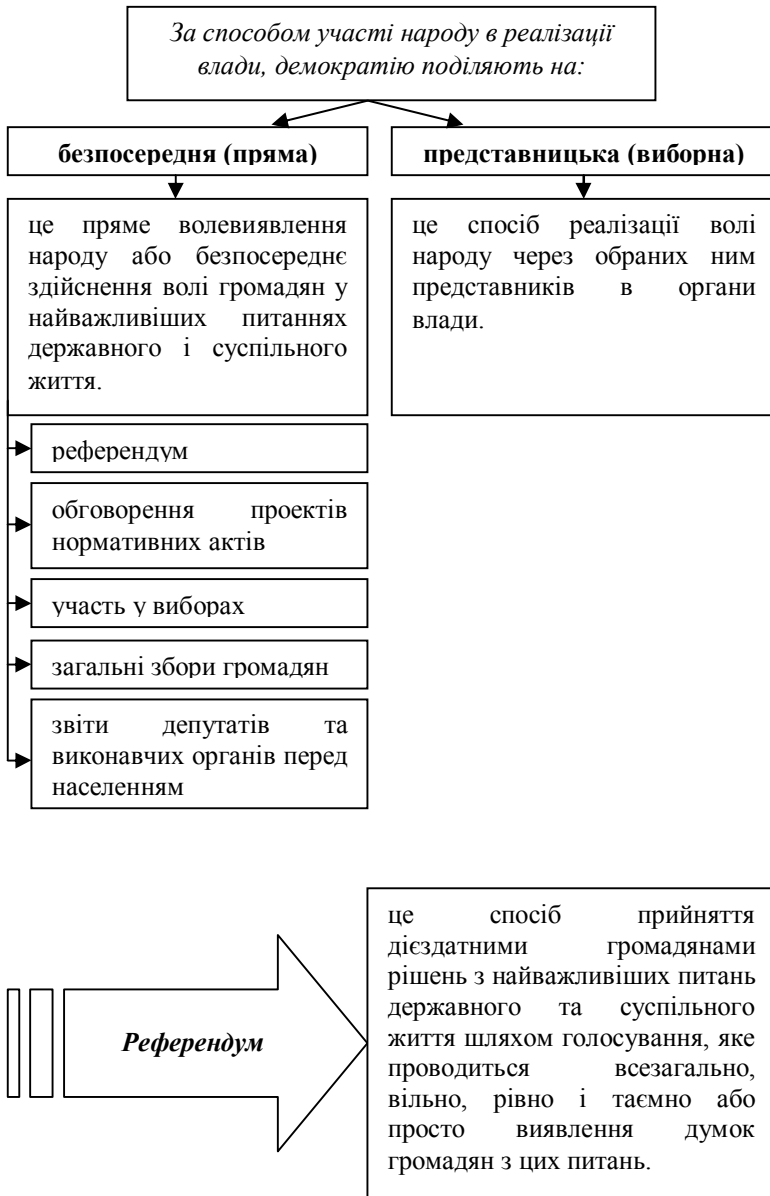 За способом участі народу в реалізації
влади, демократію поділяють на:
безпосередня (пряма)
представницька (виборна)
це пряме волевиявлення
народу або безпосереднє
здійснення волі громадян у
найважливіших питаннях
державного і суспільного
життя.
це спосіб реалізації волі
народу через обраних ним
представників в органи
влади.
референдум
обговорення проектів
нормативних актів
участь у виборах
загальні збори громадян
звіти депутатів та
виконавчих органів перед
населенням
Референдум
це спосіб прийняття
дієздатними громадянами
рішень з найважливіших питань
державного та суспільного
життя шляхом голосування, яке
проводиться всезагально,
вільно, рівно і таємно або
просто виявлення думок
громадян з цих питань.